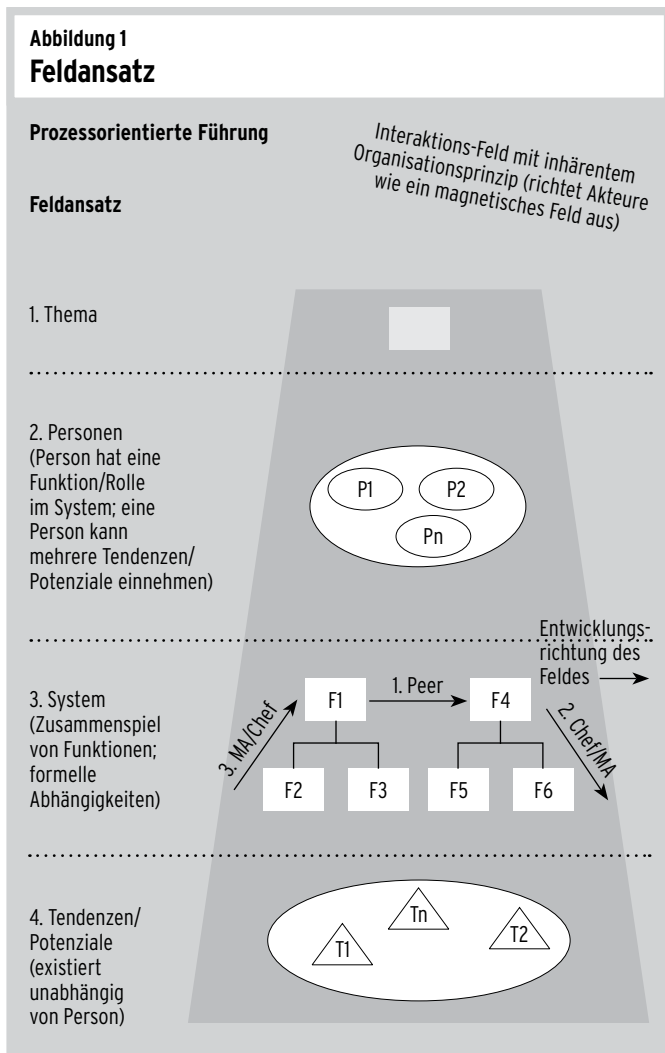 Abbildung 1
Feldansatz
Prozessorientierte Führung
Interaktions-Feld mit inhärentem
Organisationsprinzip (richtet Akteure
wie ein magnetisches Feld aus)
Feldansatz
1. Thema
2. Personen
(Person hat eine
Funktion/Rolle
im System; eine
Person kann
mehrere Tendenzen/
Potenziale einnehmen)
P1
P2
Pn
Entwicklungs-
richtung des
Feldes
3. System
(Zusammenspiel
von Funktionen;
formelle
Abhängigkeiten)
3. MA/Chef
F1
1. Peer
F4
2. Chef/MA
F2
F3
F5
F6
4. Tendenzen/
Potenziale
(existiert
unabhängig
von Person)
T1
Tn
T2